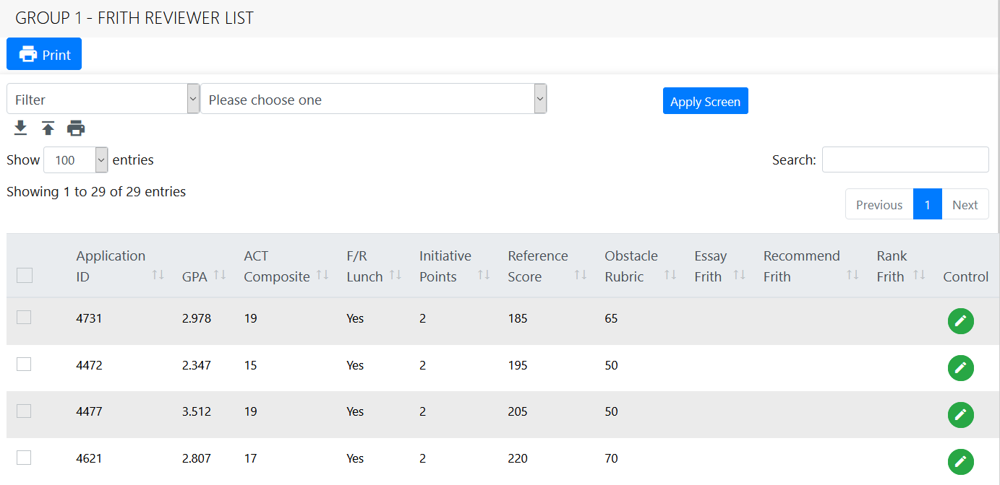 GROUP 1 - FRITH REVIEWER LIST
Print
Filter Please choose one Apply Screen
Show 100 entries Search:
Showing 1 to 29 of 29 entries
Previous 1 Next
Application ID GPA ACT Composite F/R Lunch Initiative Points Reference Score Obstacle Rubric Essay Frith Recommend Frith Rank Frith Control
4731 2.978 19 Yes 2 185 65
4472 2.347 15 Yes 2 195 50
4477 3.512 19 Yes 2 205 50
4621 2.807 17 Yes 2 220 70